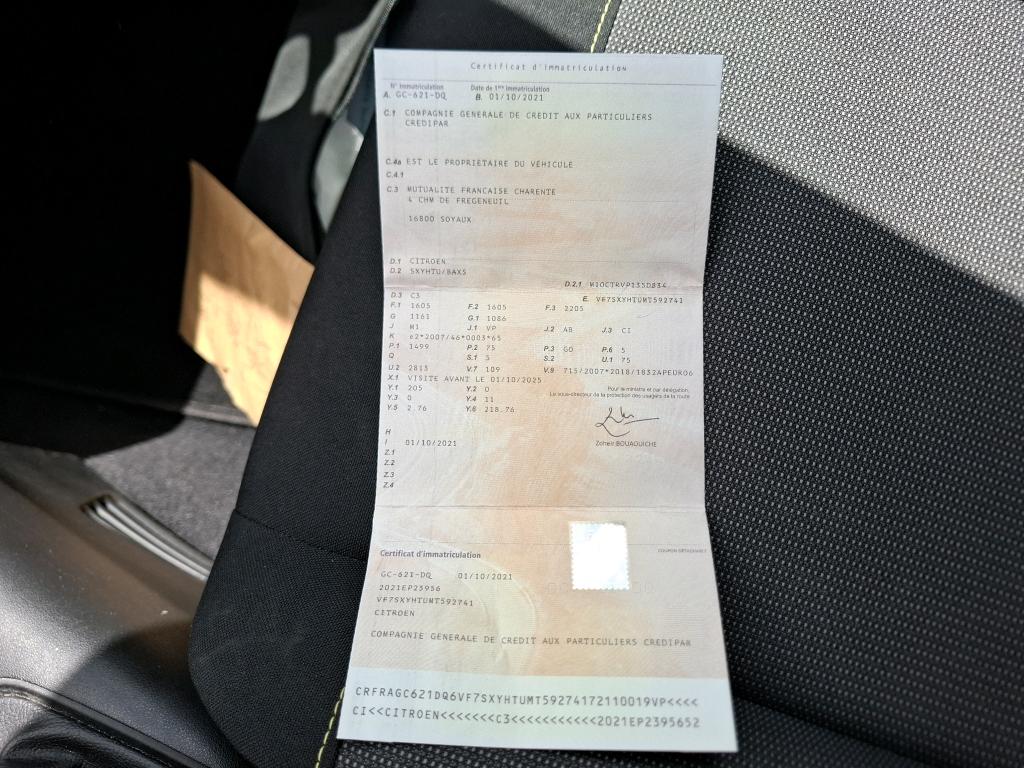 Certificat d'immatriculation
N° Immatriculation Date de 1ère immatriculation
A. GC-621-DQ B. 01/10/2021
C.1 COMPAGNIE GENERALE DE CREDIT AUX PARTICULIERS
CREDIPAR
C.4a EST LE PROPRIETAIRE DU VÉHICULE
C.4.1
C.3 MUTUALITE FRANCAISE CHARENTE
4 CHM DE FREGENEUIL
16800 SOYAUX
D.1 CITROEN
D.2 SXYHTU/BAXS
D.2.1 M10CTRVP135D834
D.3 C3 E. VF7SXYHTUMT592741
F.1 1605 F.2 1605 F.3 2205
G 1161 G.1 1086
J M1 J.1 VP J.2 AB J.3 CI
K e2*2007/46*0003*65
P.1 1499 P.2 75 P.3 GO P.6 5
Q S.1 5 S.2 U.1 75
U.2 2813 V.7 109 V.9 715/2007*2018/1832APEUR06
X.1 VISITE AVANT LE 01/10/2025
Y.1 205 Y.2 0
Y.3 0 Y.4 11
Y.5 2.76 Y.6 218.76
Pour le ministre et par délégation,
Le sous-directeur de la protection des usagers de la route
Zoheir BOUAOUICHE
H
I 01/10/2021
Z.1
Z.2
Z.3
Z.4
Certificat d'immatriculation COUPON DÉTACHABLE
GC-621-DQ 01/10/2021
2021EP23956
VF7SXYHTUMT592741
CITROEN
COMPAGNIE GENERALE DE CREDIT AUX PARTICULIERS CREDIPAR
CRFRAGC621DQ6VF7SXYHTUMT59274172110019VP<<<<
CI<<CITROEN<<<<<<<C3<<<<<<<<<<<2021EP2395652